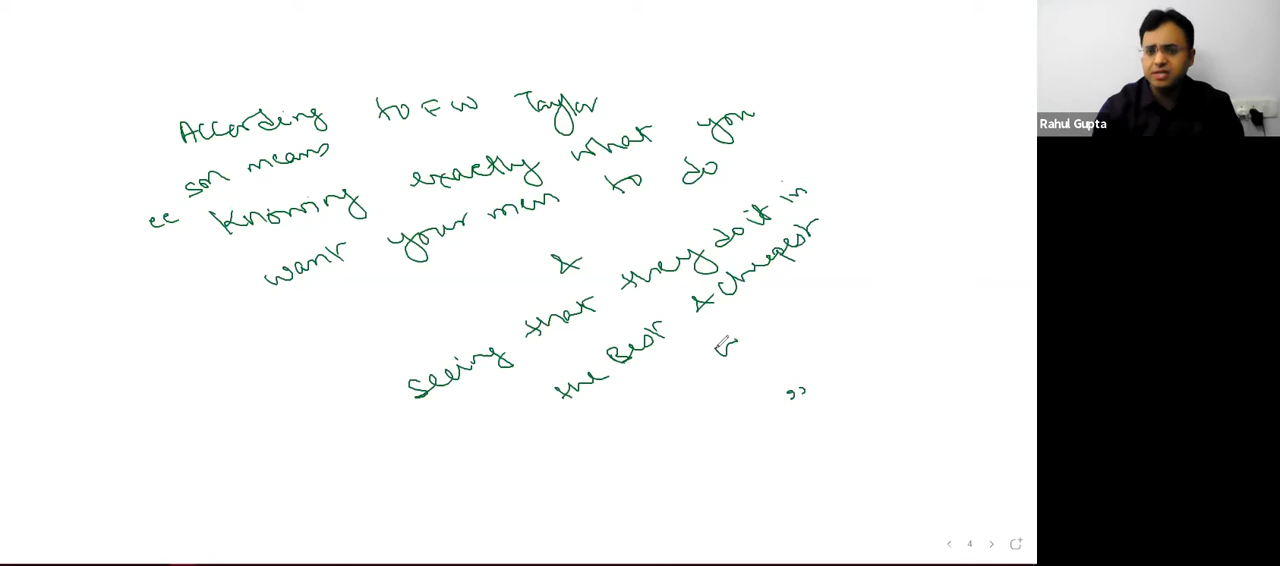 According to F W Taylor
SM means
“ Knowing exactly what you
want your men to do
&
seeing that they do it in
the Best & cheapest
”
Rahul Gupta
4